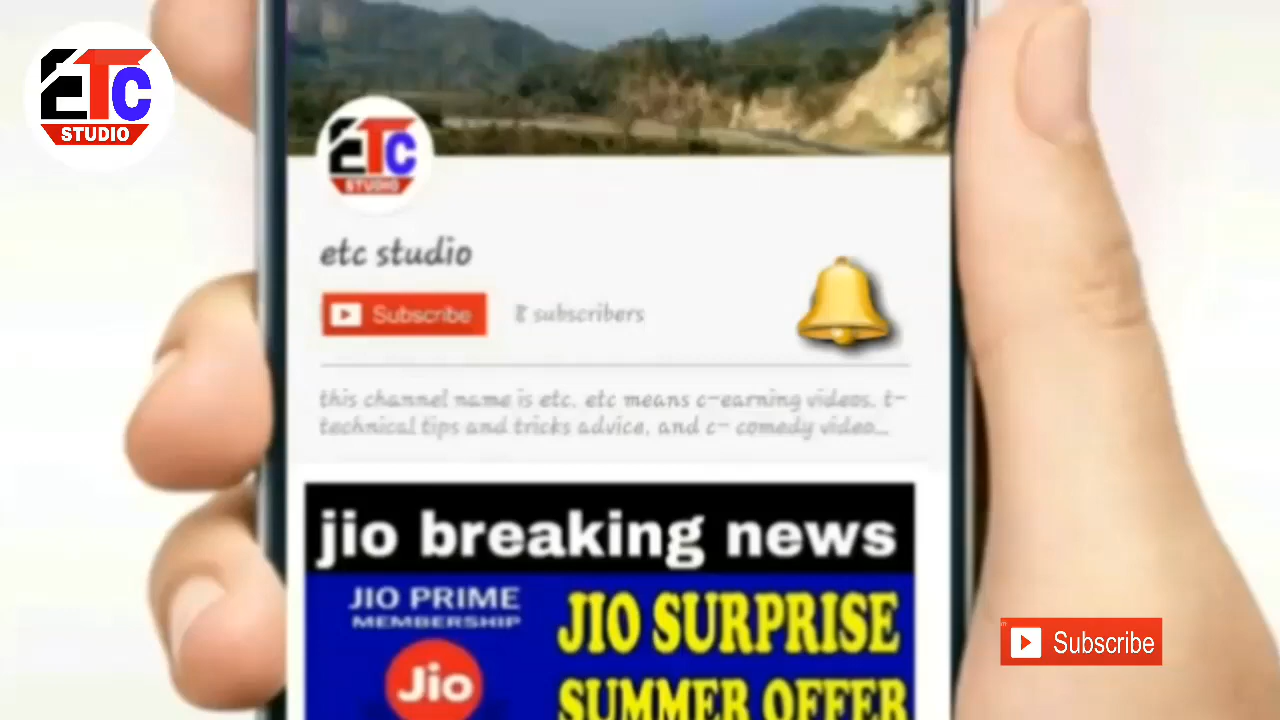 ETC
STUDIO
ETC
STUDIO
etc studio
Subscribe
8 subscribers
this channel name is etc. etc means c-earning videos. t-
technical tips and tricks advice, and c- comedy video...
jio breaking news
JIO PRIME
MEMBERSHIP
JIO SURPRISE
SUMMER OFFER
Jio
Subscribe